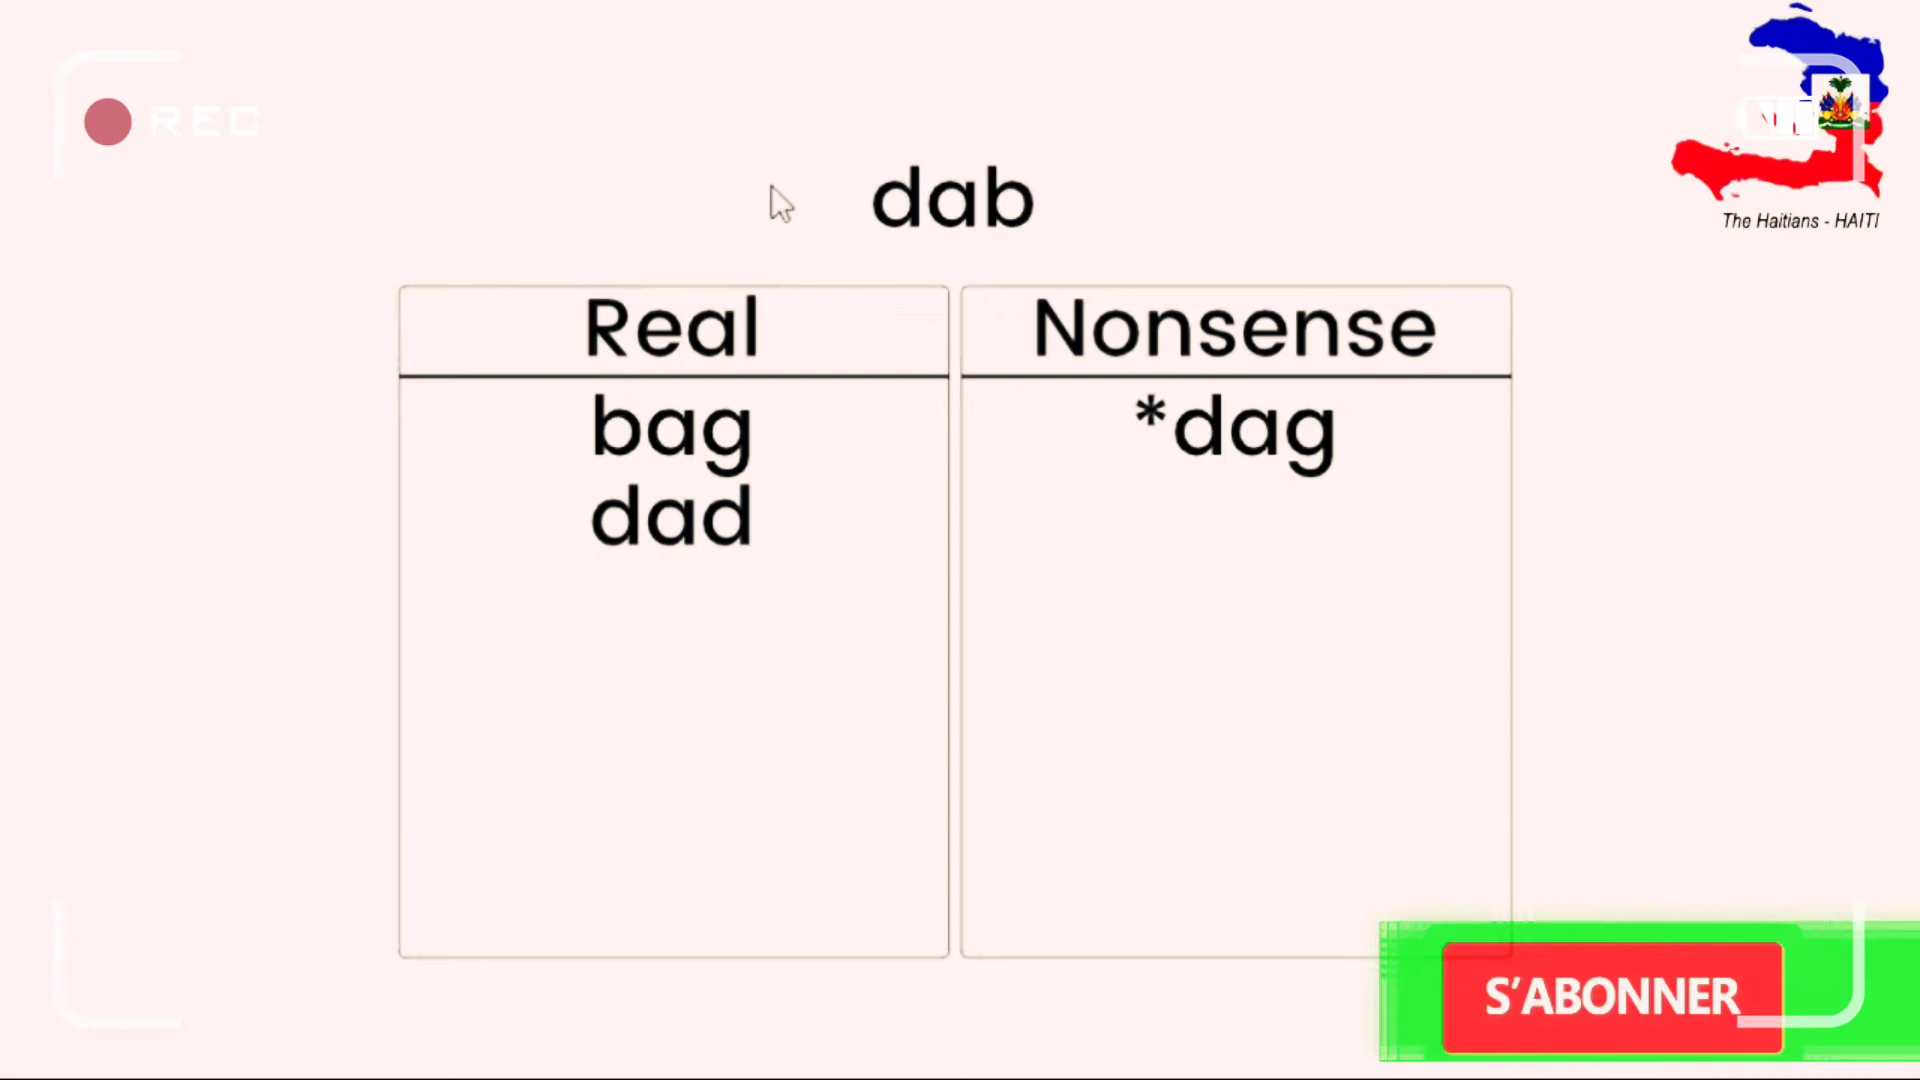 REC
The Haitians - HAITI
dab
Real
bag
dad
Nonsense
*dag
S'ABONNER